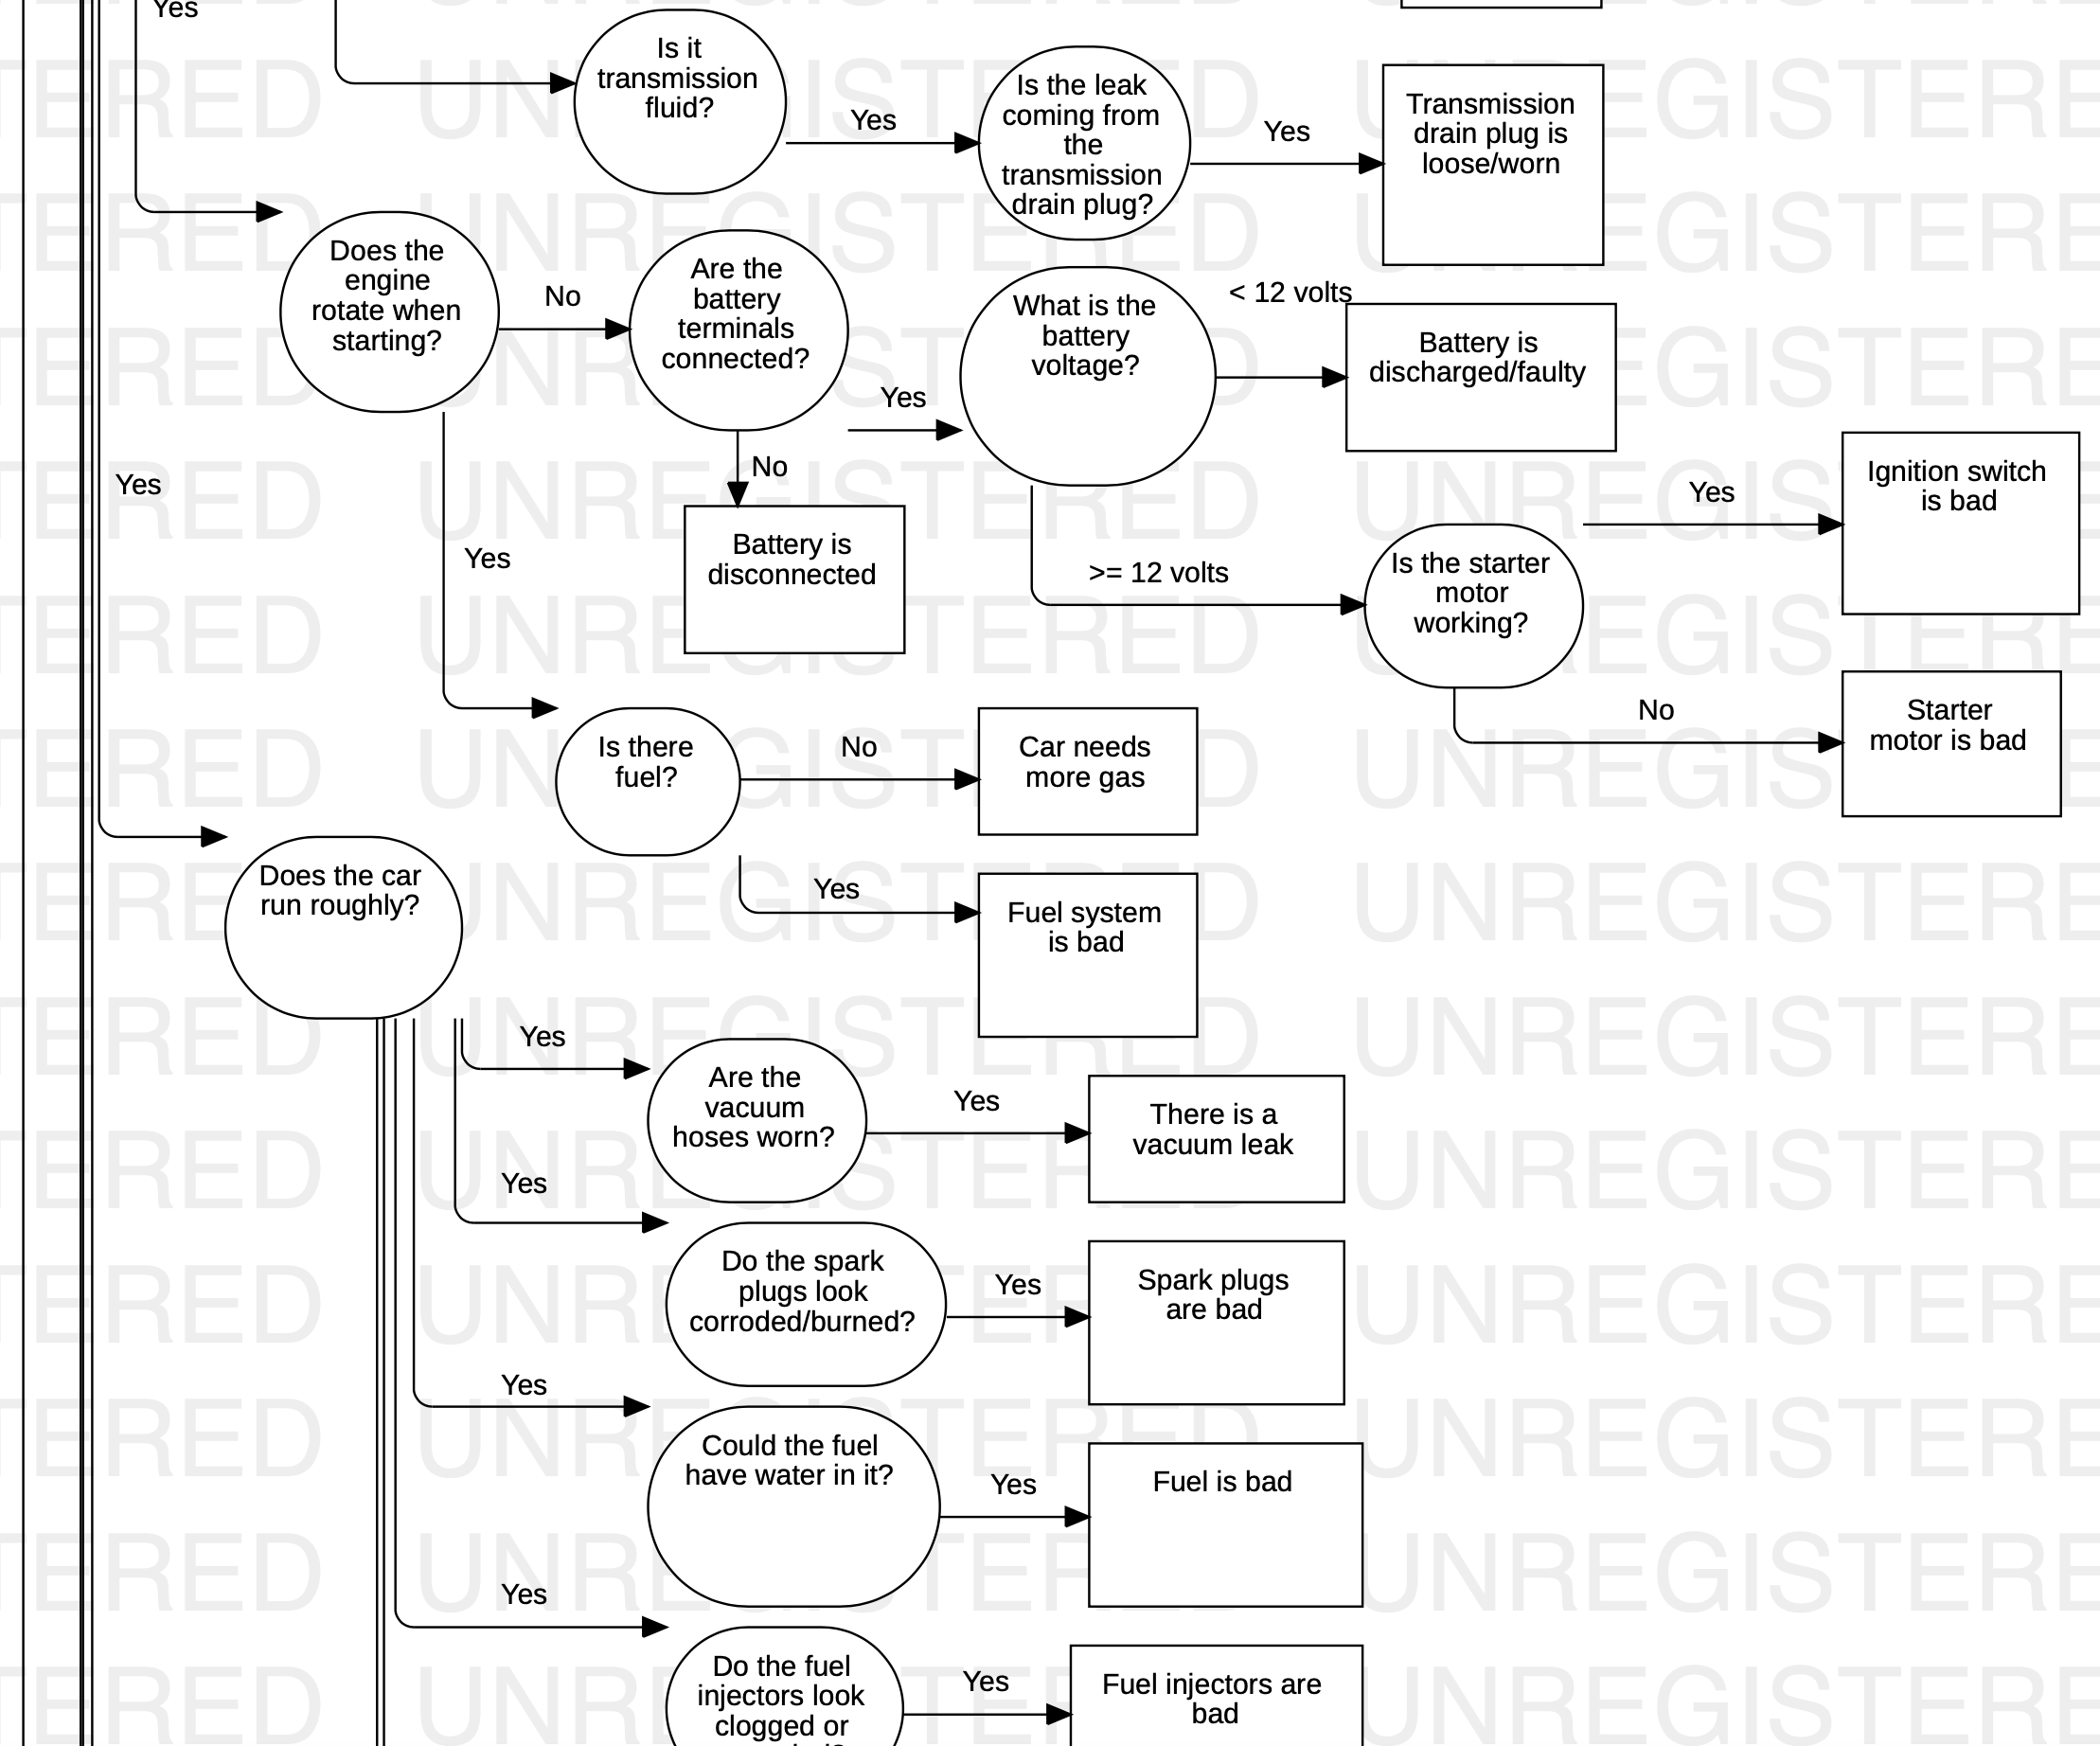 Yes
Is it
transmission
fluid?
Yes
Is the leak
coming from
the
transmission
drain plug?
Yes
Transmission
drain plug is
loose/worn
Does the
engine
rotate when
starting?
No
Are the
battery
terminals
connected?
Yes
What is the
battery
voltage?
< 12 volts
Battery is
discharged/faulty
No
Battery is
disconnected
>= 12 volts
Is the starter
motor
working?
Yes
Ignition switch
is bad
No
Starter
motor is bad
Yes
Yes
Is there
fuel?
No
Car needs
more gas
Yes
Fuel system
is bad
Does the car
run roughly?
Yes
Are the
vacuum
hoses worn?
Yes
There is a
vacuum leak
Yes
Do the spark
plugs look
corroded/burned?
Yes
Spark plugs
are bad
Yes
Could the fuel
have water in it?
Yes
Fuel is bad
Yes
Do the fuel
injectors look
clogged or
Yes
Fuel injectors are
bad
UNREGISTERED